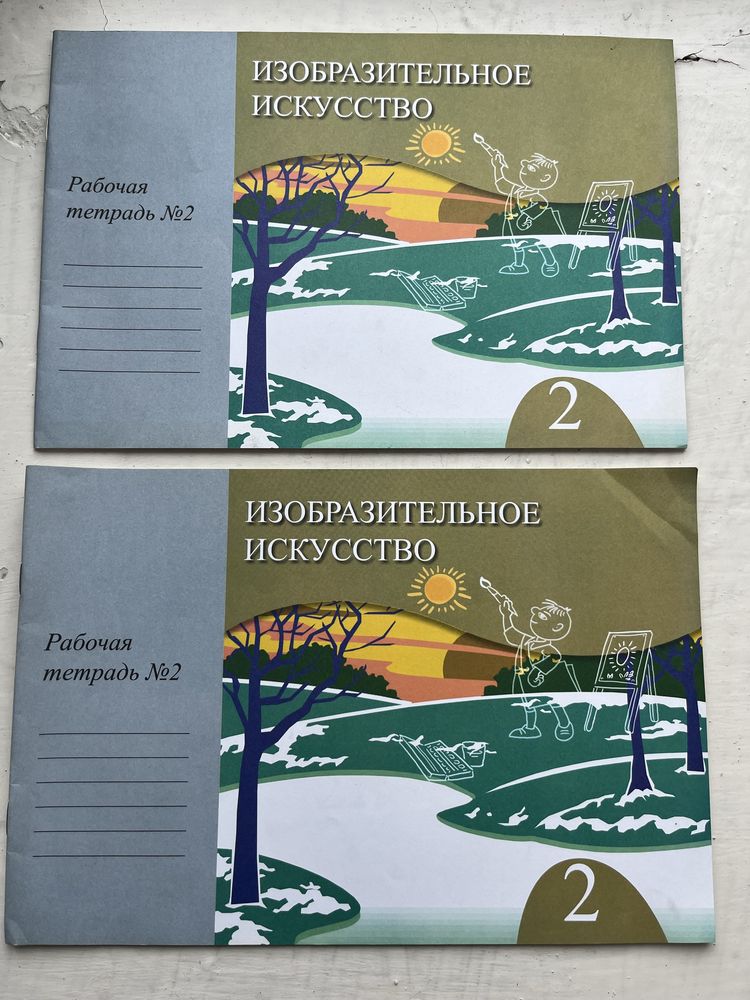 ИЗОБРАЗИТЕЛЬНОЕ
ИСКУССТВО
Рабочая
тетрадь №2
2
ИЗОБРАЗИТЕЛЬНОЕ
ИСКУССТВО
Рабочая
тетрадь №2
2